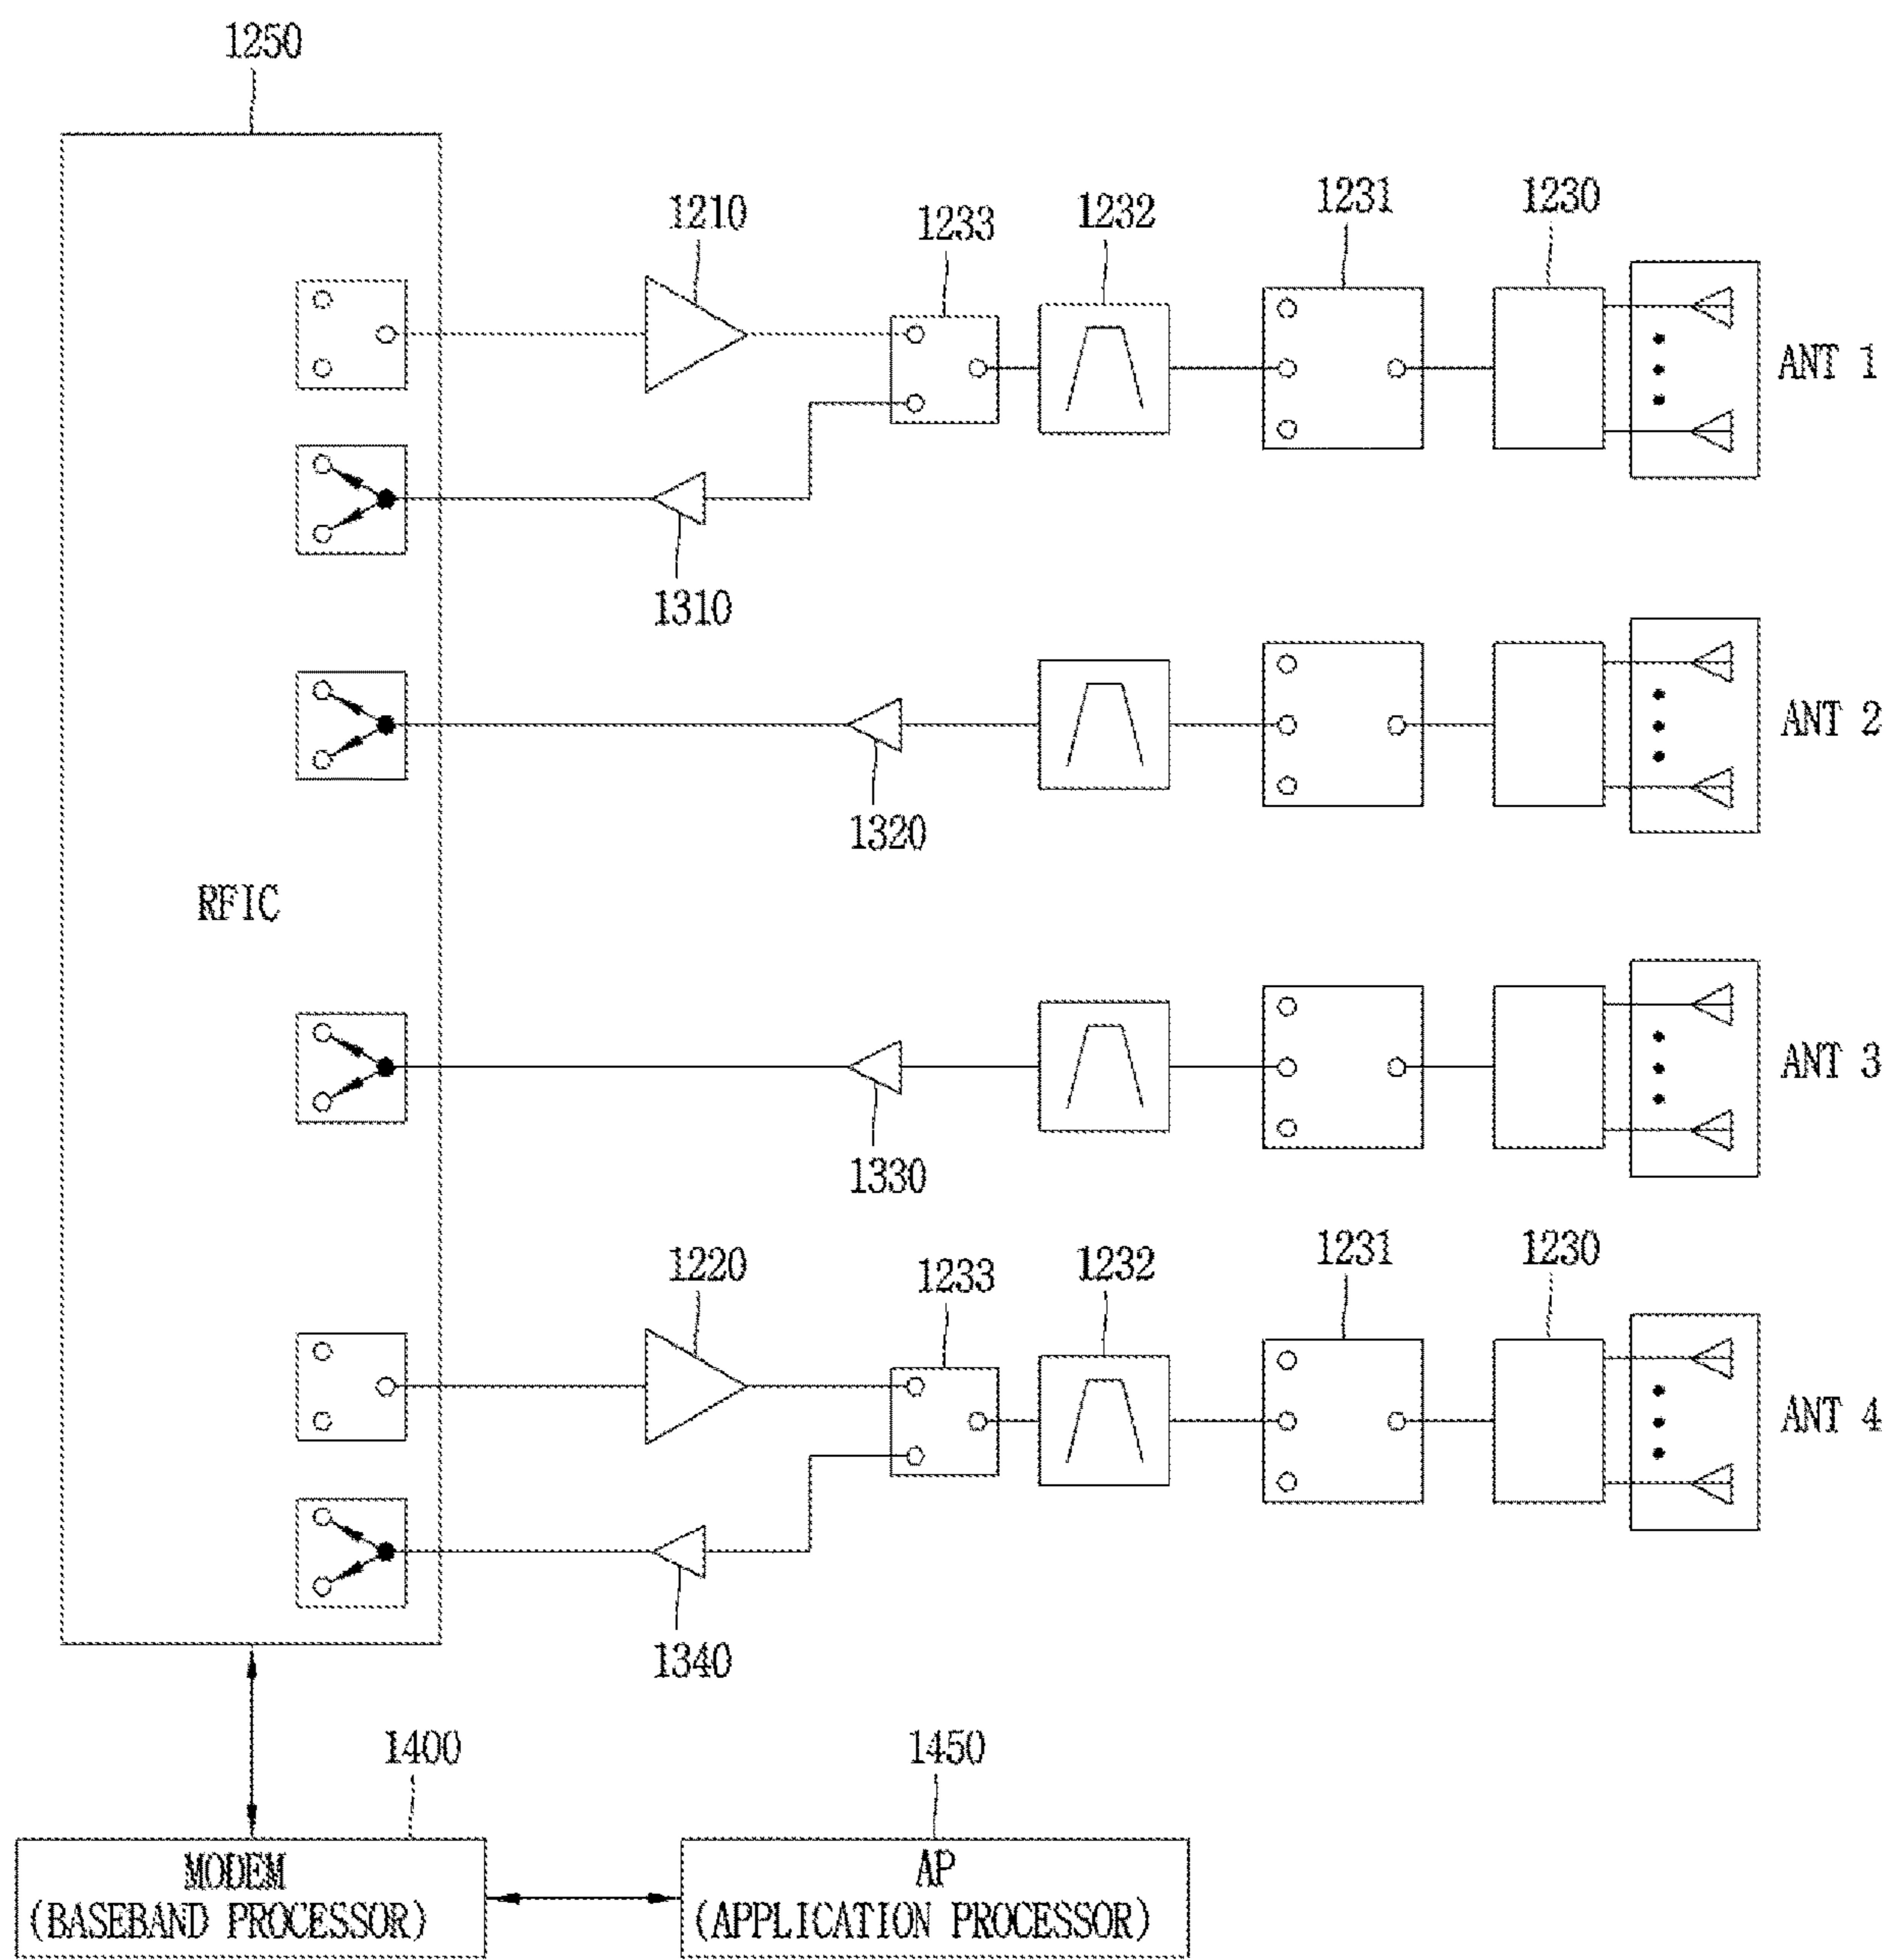 1250
1210
1233
1232
1231
1230
ANT 1
1310
ANT 2
1320
RFIC
ANT 3
1330
1220
1233
1232
1231
1230
ANT 4
1340
1400
1450
MODEM
(BASEBAND PROCESSOR)
AP
(APPLICATION PROCESSOR)